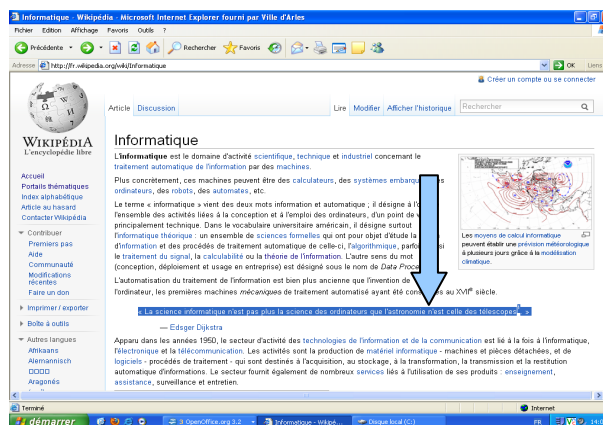 Informatique - Wikipédia - Microsoft Internet Explorer fourni par Ville d'Arles
Fichier Edition Affichage Favoris Outils ?
Précédente Rechercher Favoris
Adresse http://fr.wikipedia.org/wiki/Informatique OK Liens
Créer un compte ou se connecter
Article Discussion Lire Modifier Afficher l'historique Rechercher
WIKIPÉDIA
L'encyclopédie libre
Accueil
Portails thématiques
Index alphabétique
Article au hasard
Contacter Wikipédia
Contribuer
Premiers pas
Aide
Communauté
Modifications
récentes
Faire un don
Imprimer / exporter
Boîte à outils
Autres langues
Afrikaans
Alemannisch
Aragonés
Informatique
L'informatique est le domaine d'activité scientifique, technique et industriel concernant le
traitement automatique de l'information par des machines.
Plus concrètement, ces machines peuvent être des calculateurs, des systèmes embarqu des
ordinateurs, des robots, des automates, etc.
Le terme « informatique » vient des deux mots information et automatique ; il désigne à l'o
l'ensemble des activités liées à la conception et à l'emploi des ordinateurs, d'un point de v
principalement technique. Dans le vocabulaire universitaire américain, il désigne surtout
l'informatique théorique : un ensemble de sciences formelles qui ont pour objet d'étude la
d'information et des procédés de traitement automatique de celle-ci, l'algorithmique, parfo si
le traitement du signal, la calculabilité ou la théorie de l'information. L'autre sens du mot
(conception, déploiement et usage en entreprise) est désigné sous le nom de Data Proce
L'automatisation du traitement de l'information est bien plus ancienne que l'invention de
l'ordinateur, les premières machines mécaniques de traitement automatisé ayant été cons es au XVIIe siècle.
« La science informatique n'est pas plus la science des ordinateurs que l'astronomie n'est celle des télescopes »
— Edsger Dijkstra
Apparu dans les années 1950, le secteur d'activité des technologies de l'information et de la communication est lié à la fois à l'informatique,
l'électronique et la télécommunication. Les activités sont la production de matériel informatique - machines et pièces détachées, et de
logiciels - procédés de traitement - qui sont destinés à l'acquisition, au stockage, à la transformation, la transmission et la restitution
automatique d'informations. Le secteur fournit également de nombreux services liés à l'utilisation de ses produits : enseignement,
assistance, surveillance et entretien.
Les moyens de calcul informatique
peuvent établir une prévision météorologique
à plusieurs jours grâce à la modélisation
climatique.
Terminé Internet
démarrer 3 OpenOffice.org 3.2 Informatique - Wikipé... Disque local (C:) FR 14:0